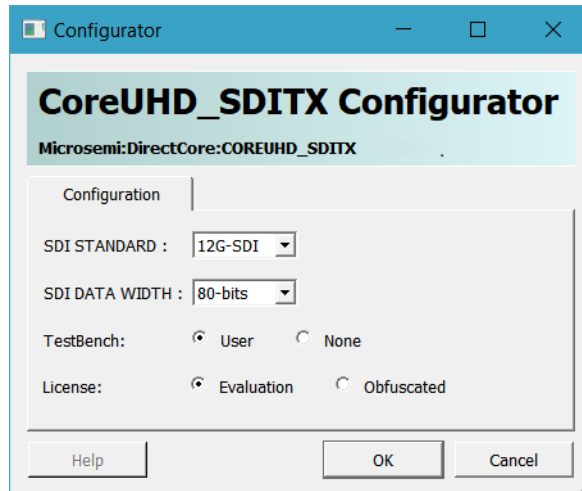 Configurator
CoreUHD_SDITX Configurator
Microsemi:DirectCore:COREUHD_SDITX .
Configuration
SDI STANDARD : 12G-SDI
SDI DATA WIDTH : 80-bits
TestBench: User None
License: Evaluation Obfuscated
Help OK Cancel